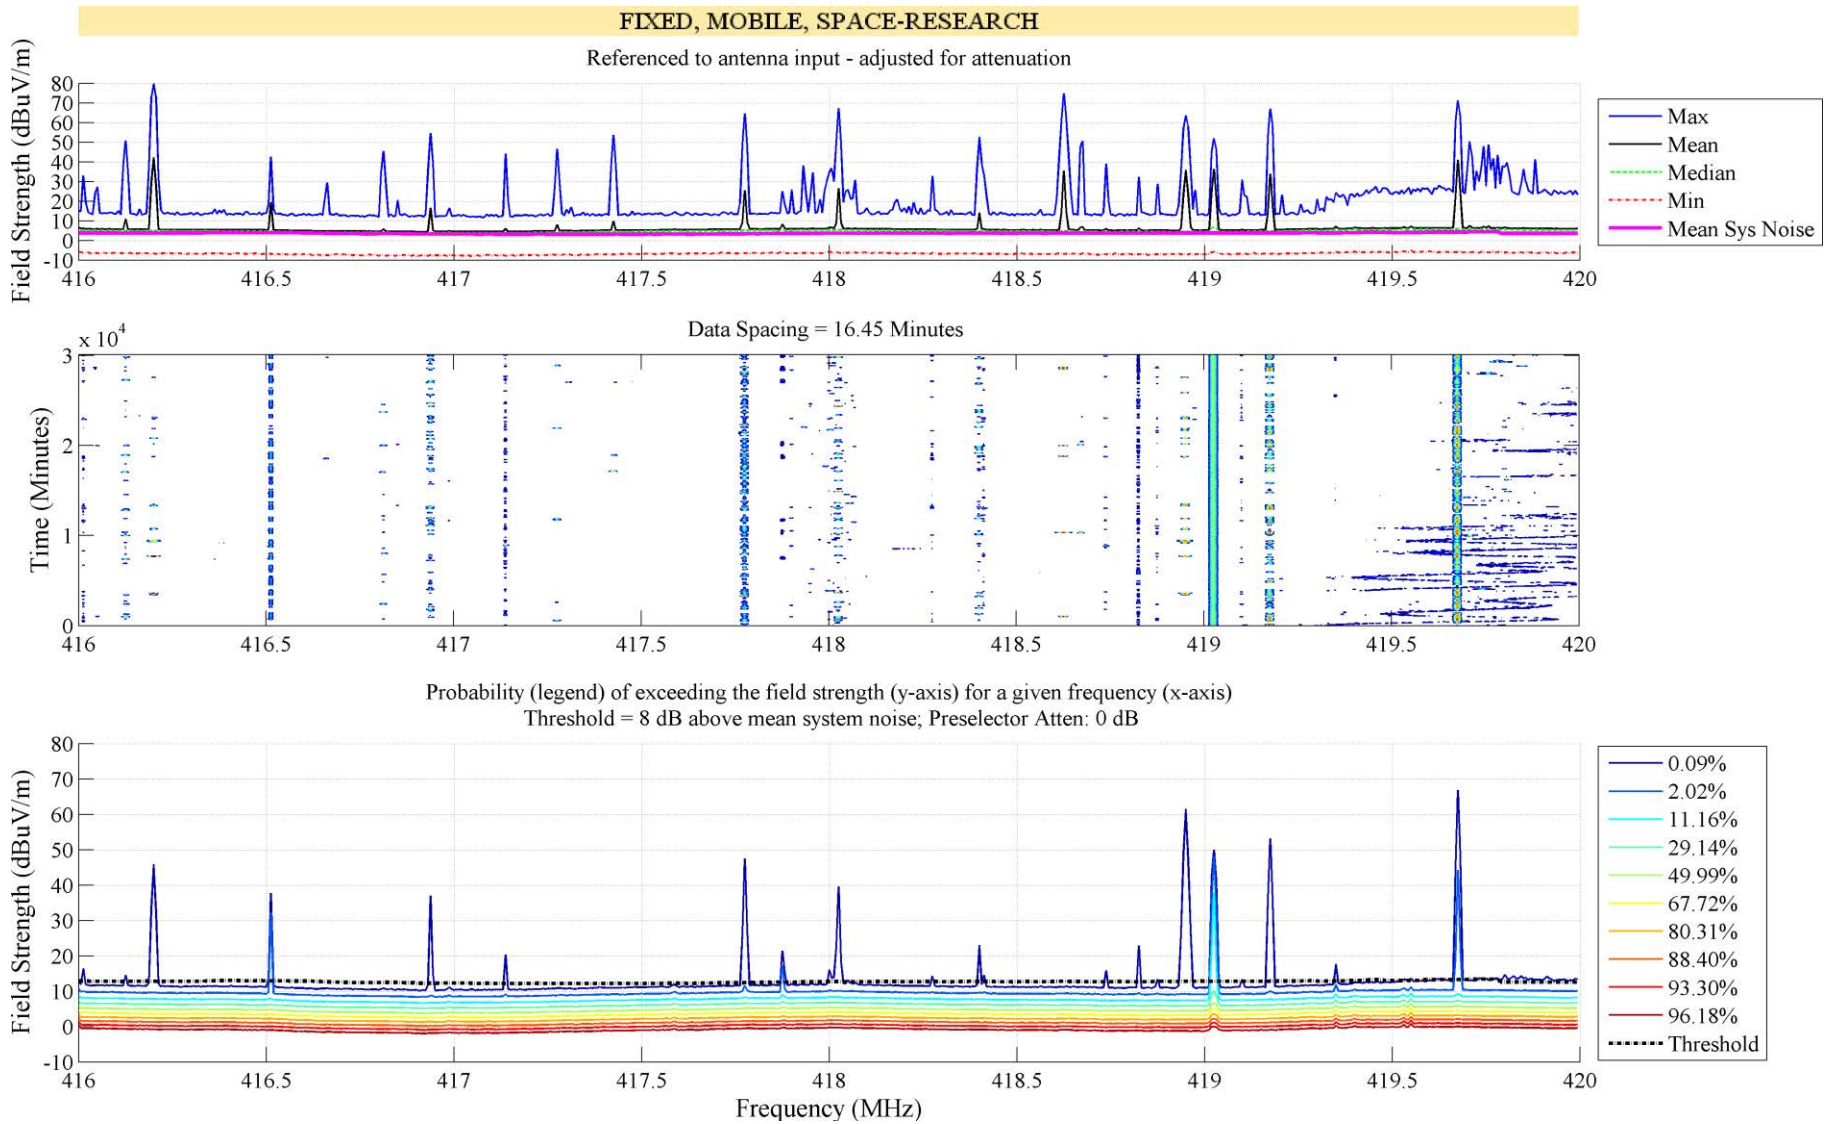 FIXED, MOBILE, SPACE-RESEARCH
Referenced to antenna input - adjusted for attenuation
Field Strength (dBuV/m)
80
70
60
50
40
30
20
10
0
-10
416 416.5 417 417.5 418 418.5 419 419.5 420
Max
Mean
Median
Min
Mean Sys Noise
Data Spacing = 16.45 Minutes
x 10^4
Time (Minutes)
3
2
1
0
416 416.5 417 417.5 418 418.5 419 419.5 420
Probability (legend) of exceeding the field strength (y-axis) for a given frequency (x-axis)
Threshold = 8 dB above mean system noise; Preselector Atten: 0 dB
Field Strength (dBuV/m)
80
70
60
50
40
30
20
10
0
-10
416 416.5 417 417.5 418 418.5 419 419.5 420
Frequency (MHz)
0.09%
2.02%
11.16%
29.14%
49.99%
67.72%
80.31%
88.40%
93.30%
96.18%
Threshold